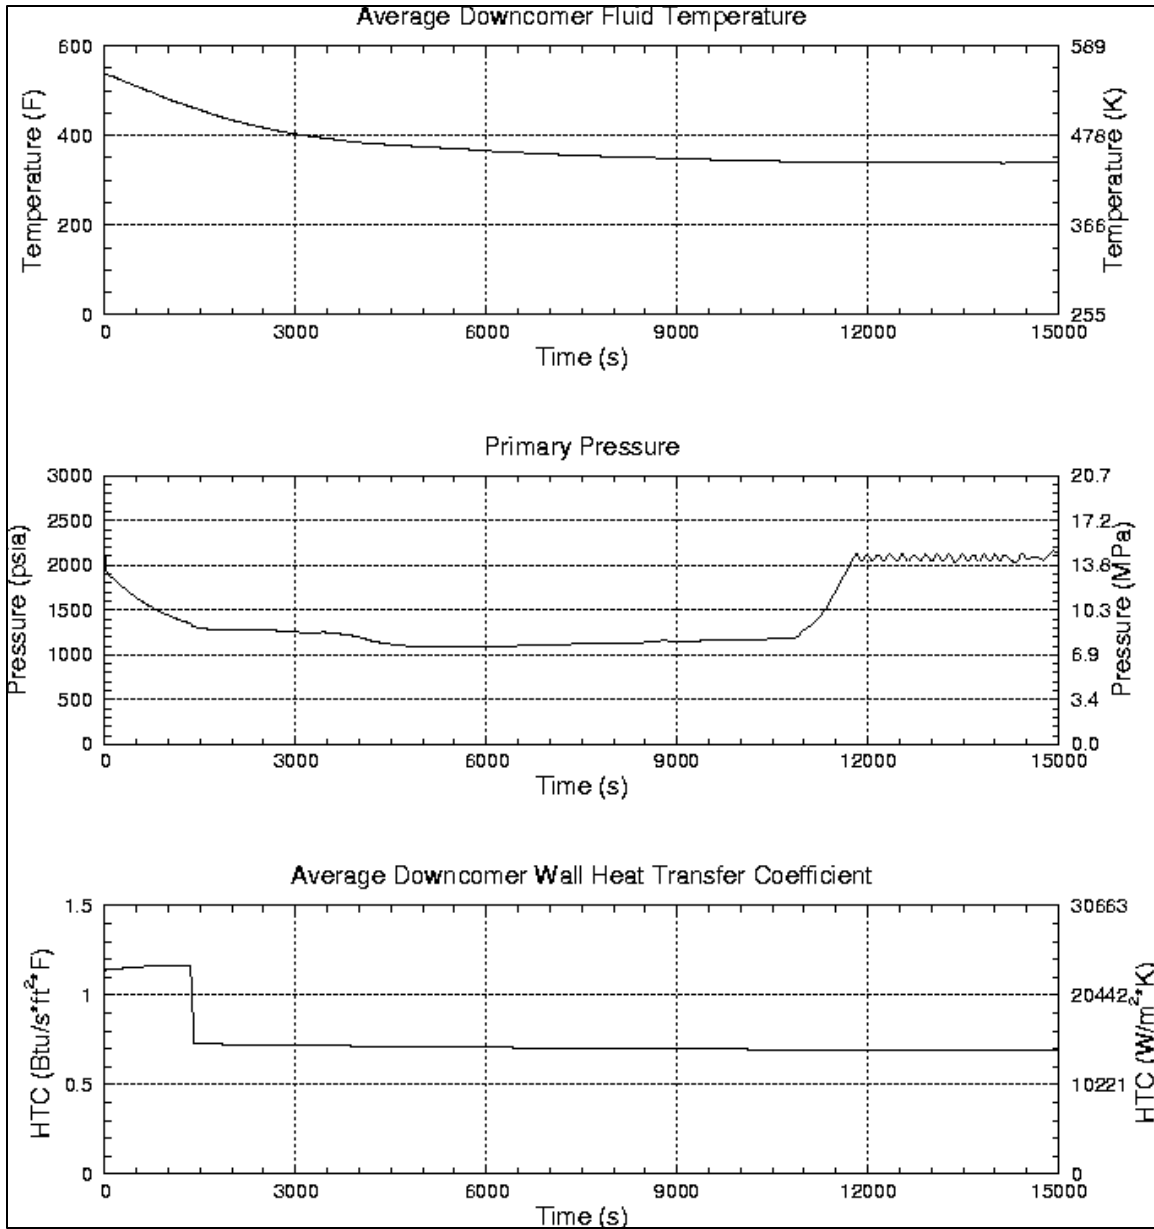 Average Downcomer Fluid Temperature
600 589
400 478
200 366
0 255
Temperature (F)
Temperature (K)
0 3000 6000 9000 12000 15000
Time (s)
Primary Pressure
3000 20.7
2500 17.2
2000 13.8
1500 10.3
1000 6.9
500 3.4
0 0.0
Pressure (psia)
Pressure (MPa)
0 3000 6000 9000 12000 15000
Time (s)
Average Downcomer Wall Heat Transfer Coefficient
1.5 30663
1 20442
0.5 10221
0 0
HTC (Btu/s*ft²*F)
HTC (W/m²*K)
0 3000 6000 9000 12000 15000
Time (s)